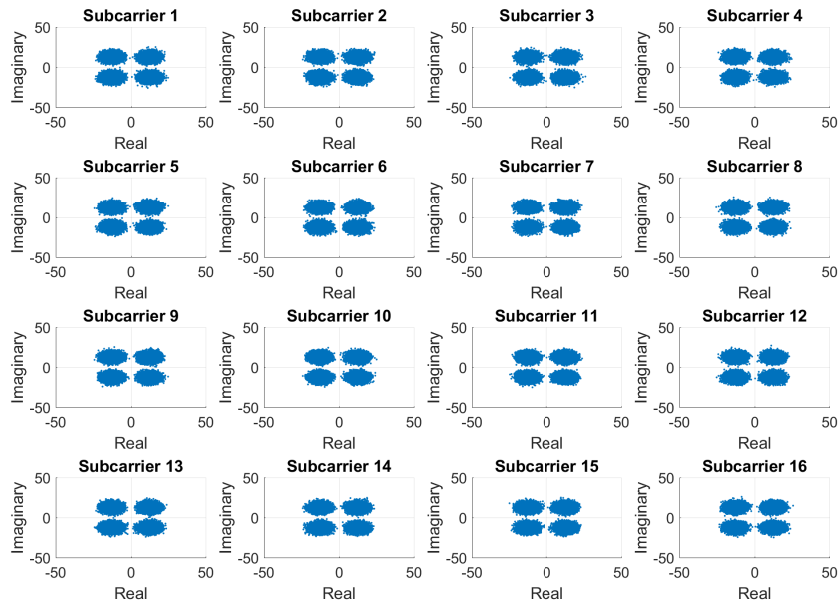 Subcarrier 1 Subcarrier 2 Subcarrier 3 Subcarrier 4
50 50 50 50
Imaginary Imaginary Imaginary Imaginary
0 0 0 0
-50 -50 -50 -50
-50 0 50 -50 0 50 -50 0 50 -50 0 50
Real Real Real Real
Subcarrier 5 Subcarrier 6 Subcarrier 7 Subcarrier 8
50 50 50 50
Imaginary Imaginary Imaginary Imaginary
0 0 0 0
-50 -50 -50 -50
-50 0 50 -50 0 50 -50 0 50 -50 0 50
Real Real Real Real
Subcarrier 9 Subcarrier 10 Subcarrier 11 Subcarrier 12
50 50 50 50
Imaginary Imaginary Imaginary Imaginary
0 0 0 0
-50 -50 -50 -50
-50 0 50 -50 0 50 -50 0 50 -50 0 50
Real Real Real Real
Subcarrier 13 Subcarrier 14 Subcarrier 15 Subcarrier 16
50 50 50 50
Imaginary Imaginary Imaginary Imaginary
0 0 0 0
-50 -50 -50 -50
-50 0 50 -50 0 50 -50 0 50 -50 0 50
Real Real Real Real